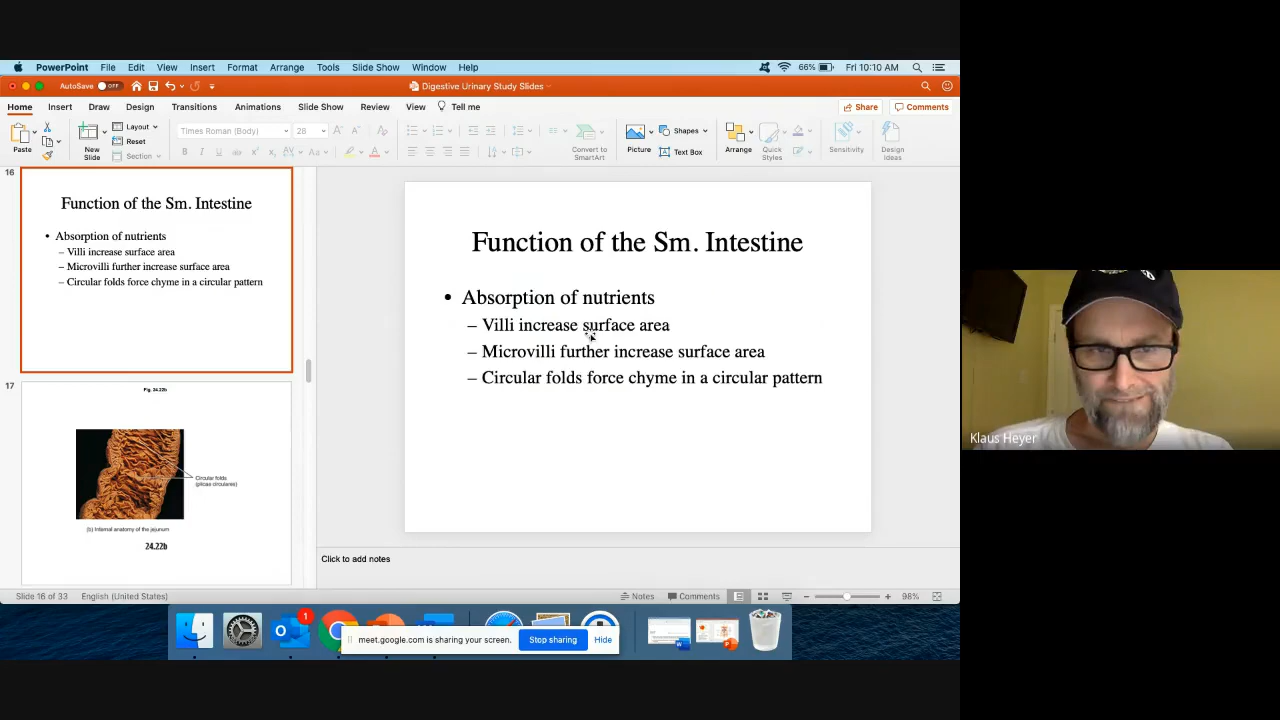 PowerPoint File Edit View Insert Format Arrange Tools Slide Show Window Help 66% Fri 10:10 AM
AutoSave OFF Digestive Urinary Study Slides
Home Insert Draw Design Transitions Animations Slide Show Review View Tell me Share Comments
Paste New Slide Layout Reset Section Times Roman (Body) 28 Convert to SmartArt Picture Shapes Text Box Arrange Quick Styles Sensitivity Design Ideas
16
Function of the Sm. Intestine
• Absorption of nutrients
– Villi increase surface area
– Microvilli further increase surface area
– Circular folds force chyme in a circular pattern
17
Fig. 24.22b
Circular folds
(plicae circulares)
(b) Internal anatomy of the jejunum
24.22b
Function of the Sm. Intestine
• Absorption of nutrients
– Villi increase surface area
– Microvilli further increase surface area
– Circular folds force chyme in a circular pattern
Klaus Heyer
Click to add notes
Slide 16 of 33 English (United States) Notes Comments 98%
1
meet.google.com is sharing your screen. Stop sharing Hide